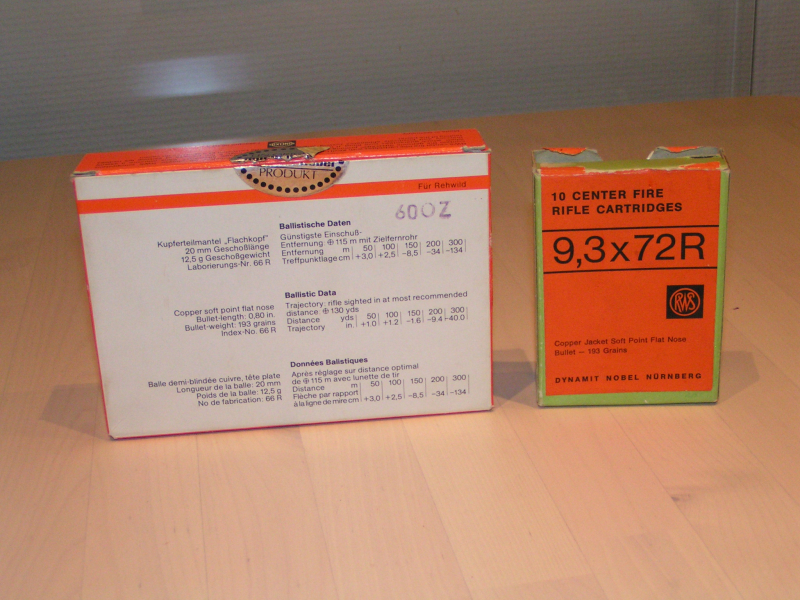 PRODUKT
Für Rehwild
600Z
Kupferteilmantel „Flachkopf"
20 mm Geschoßlänge
12,5 g Geschoßgewicht
Laborierungs-Nr. 66 R
Ballistische Daten
Günstigste Einschuß-
Entfernung ⊕ 115 m mit Zielfernrohr
Entfernung m 50 100 150 200 300
Treffpunktlage cm +3,0 +2,5 –8,5 –34 –134
Copper soft point flat nose
Bullet-length: 0,80 in.
Bullet-weight: 193 grains
Index-No. 66 R
Ballistic Data
Trajectory: rifle sighted in at most recommended
distance: ⊕ 130 yds
Distance yds 50 100 150 200 300
Trajectory in. +1.0 +1.2 –1.6 –9.4 –40.0
Balle demi-blindée cuivre, tête plate
Longueur de la balle: 20 mm
Poids de la balle: 12,5 g
No de fabrication: 66 R
Données Balistiques
Après réglage sur distance optimal
de ⊕ 115 m avec lunette de tir
Distance m 50 100 150 200 300
Flèche par rapport
à la ligne de mire cm +3,0 +2,5 –8,5 –34 –134
10 CENTER FIRE
RIFLE CARTRIDGES
9,3x72R
RWS
Copper Jacket Soft Point Flat Nose
Bullet – 193 Grains
DYNAMIT NOBEL NÜRNBERG